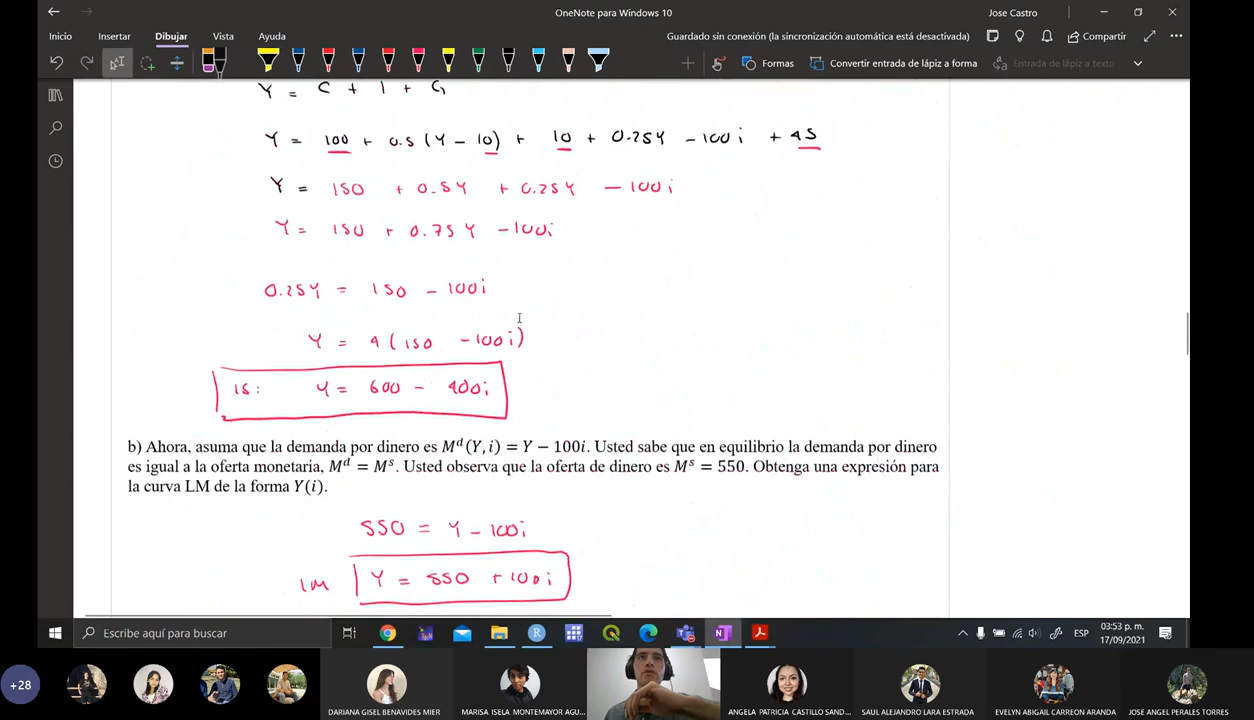 OneNote para Windows 10
Jose Castro
Inicio Insertar Dibujar Vista Ayuda
Guardado sin conexión (la sincronización automática está desactivada) Compartir
Formas Convertir entrada de lápiz a forma Entrada de lápiz a texto
Y = C + I + G
Y = 100 + 0.5 (Y - 10) + 10 + 0.25Y - 100i + 45
Y = 150 + 0.5Y + 0.25Y - 100i
Y = 150 + 0.75Y - 100i
0.25Y = 150 - 100i
Y = 4 (150 - 100i)
IS: Y = 600 - 400i
b) Ahora, asuma que la demanda por dinero es M^d(Y, i) = Y − 100i. Usted sabe que en equilibrio la demanda por dinero
es igual a la oferta monetaria, M^d = M^s. Usted observa que la oferta de dinero es M^s = 550. Obtenga una expresión para
la curva LM de la forma Y(i).
550 = Y - 100i
LM Y = 550 + 100i
Escribe aquí para buscar
ESP
03:53 p. m.
17/09/2021
+28
DARIANA GISEL BENAVIDES MIER
MARISA ISELA MONTEMAYOR AGU...
ANGELA PATRICIA CASTILLO SAND...
SAUL ALEJANDRO LARA ESTRADA
EVELYN ABIGAIL CARREON ARANDA
JOSE ANGEL PERALES TORRES